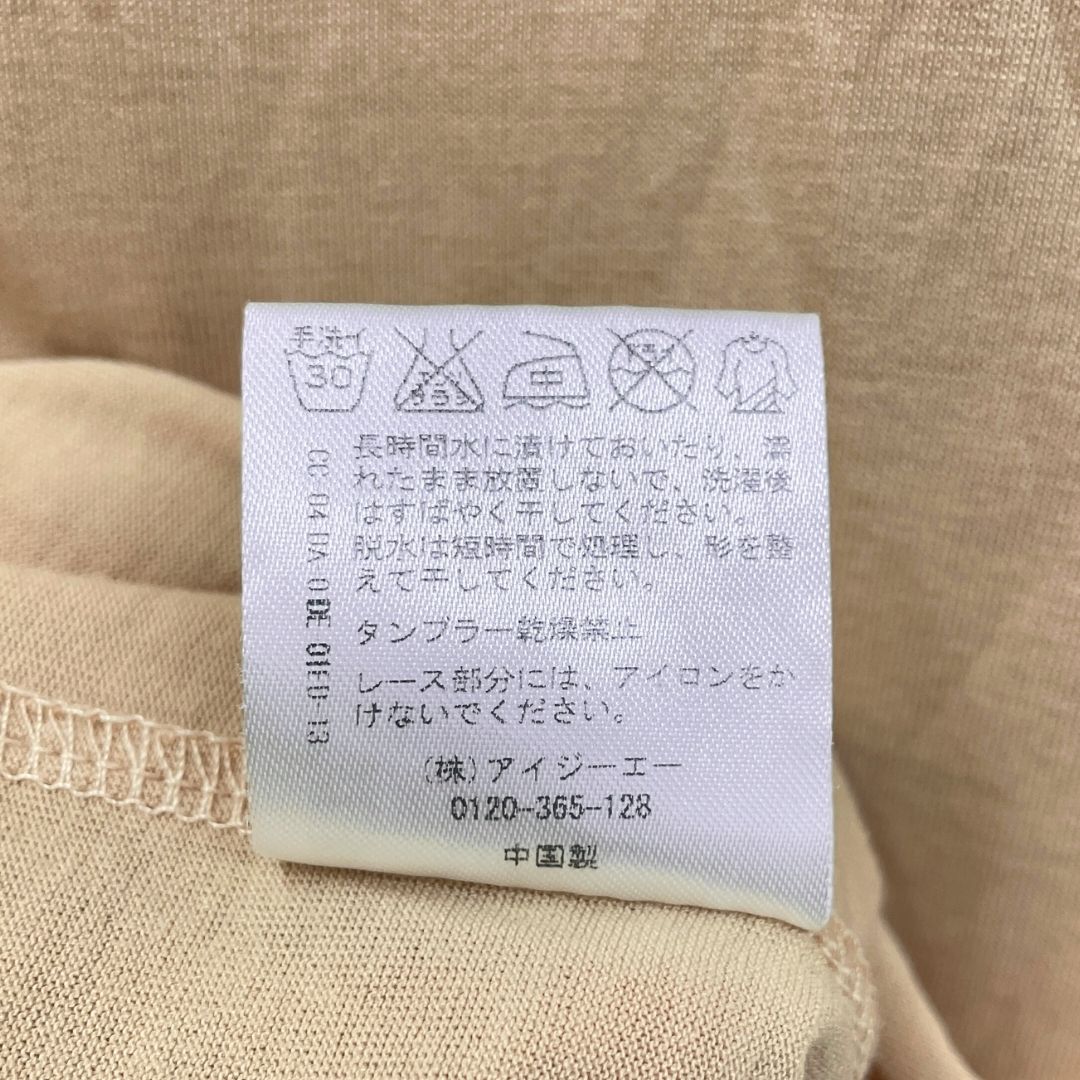 手洗イ
30
中
長時間水に漬けておいたり、濡
れたまま放置しないで、洗濯後
はすばやく干してください。
脱水は短時間で処理し、形を整
えて干してください。
タンブラー乾燥禁止
レース部分には、アイロンをか
けないでください。
(株)アイジーエー
0120-365-128
中国製
CC 04 DA 0